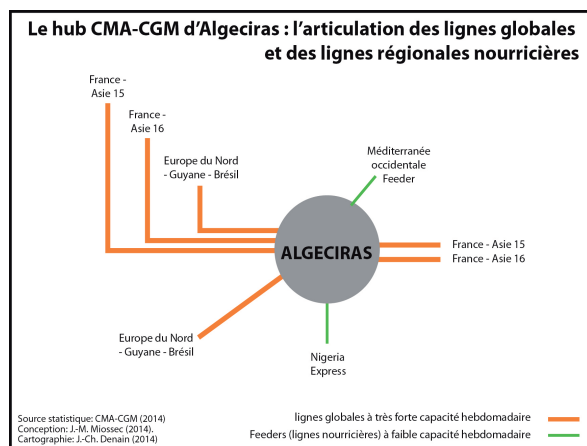 Le hub CMA-CGM d'Algeciras : l'articulation des lignes globales
et des lignes régionales nourricières
France -
Asie 15
France -
Asie 16
Europe du Nord
- Guyane - Brésil
Méditerranée
occidentale
Feeder
ALGECIRAS
France - Asie 15
France - Asie 16
Europe du Nord
- Guyane - Brésil
Nigeria
Express
Source statistique: CMA-CGM (2014)
Conception: J.-M. Miossec (2014).
Cartographie: J.-Ch. Denain (2014)
lignes globales à très forte capacité hebdomadaire
Feeders (lignes nourricières) à faible capacité hebdomadaire